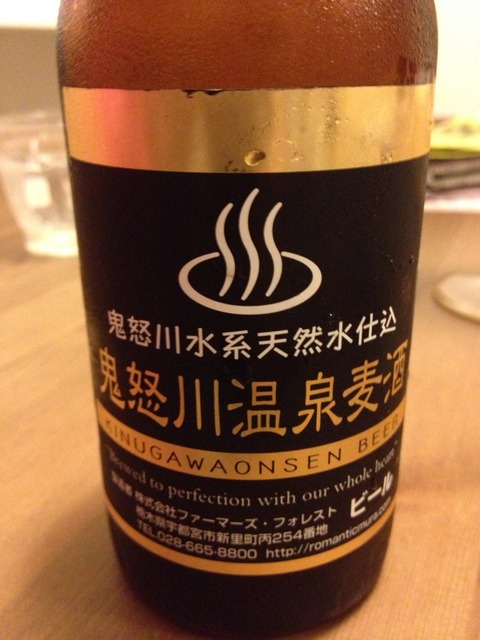 鬼怒川水系天然水仕込
鬼怒川温泉麦酒
KINUGAWAONSEN BEER
"Brewed to perfection with our whole heart"
製造者 株式会社ファーマーズ・フォレスト
ビール
栃木県宇都宮市新里町丙254番地
TEL.028-665-8800 http://romanticmura.com